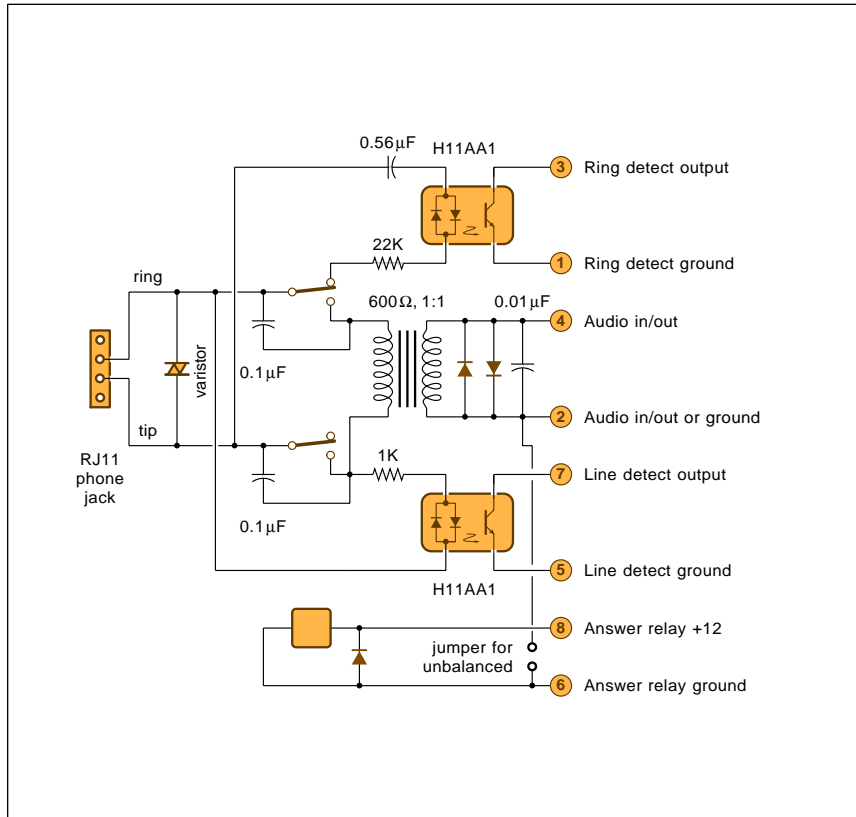 0.56µF
H11AA1
3 Ring detect output
22K
1 Ring detect ground
ring
600Ω, 1:1
0.01µF
4 Audio in/out
0.1µF
varistor
2 Audio in/out or ground
tip
1K
RJ11
phone
jack
7 Line detect output
0.1µF
5 Line detect ground
H11AA1
8 Answer relay +12
jumper for
unbalanced
6 Answer relay ground